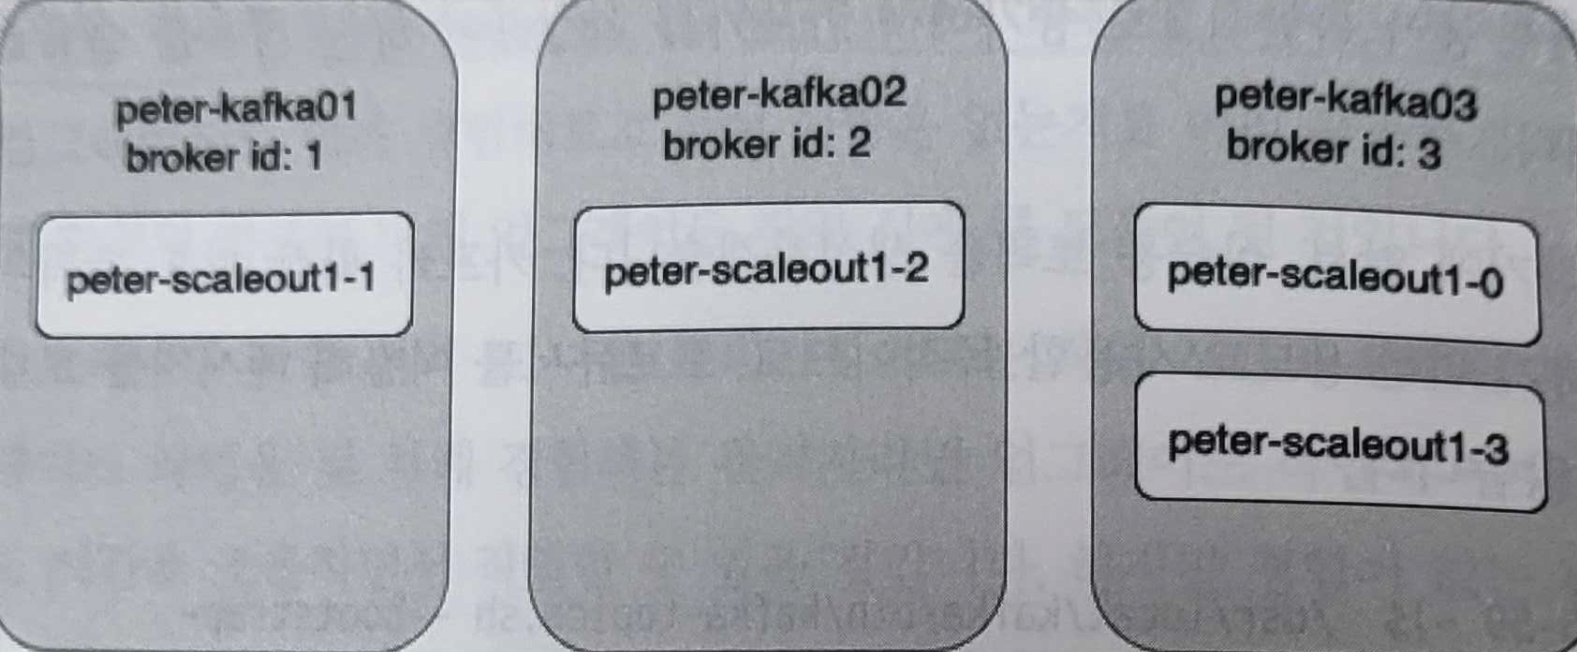 peter-kafka01
broker id: 1
peter-scaleout1-1
peter-kafka02
broker id: 2
peter-scaleout1-2
peter-kafka03
broker id: 3
peter-scaleout1-0
peter-scaleout1-3